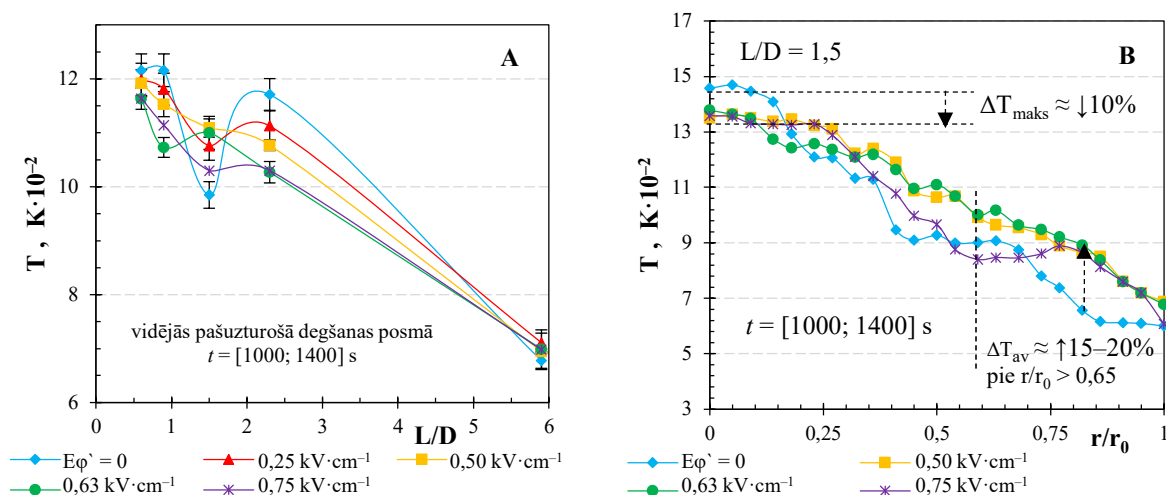 A
T , K·10⁻²
12
10
8
6
0
1
2
3
4
5
6
L/D
vidējās pašuzturošā degšanas posmā
t = [1000; 1400] s
Eφ` = 0
0,25 kV·cm⁻¹
0,50 kV·cm⁻¹
0,63 kV·cm⁻¹
0,75 kV·cm⁻¹
B
L/D = 1,5
T , K·10⁻²
17
15
13
11
9
7
5
3
0
0,25
0,5
0,75
1
r/r₀
ΔTmaks ≈ ↓10%
t = [1000; 1400] s
ΔTav ≈ ↑15–20%
pie r/r₀ > 0,65
Eφ` = 0
0,50 kV·cm⁻¹
0,63 kV·cm⁻¹
0,75 kV·cm⁻¹